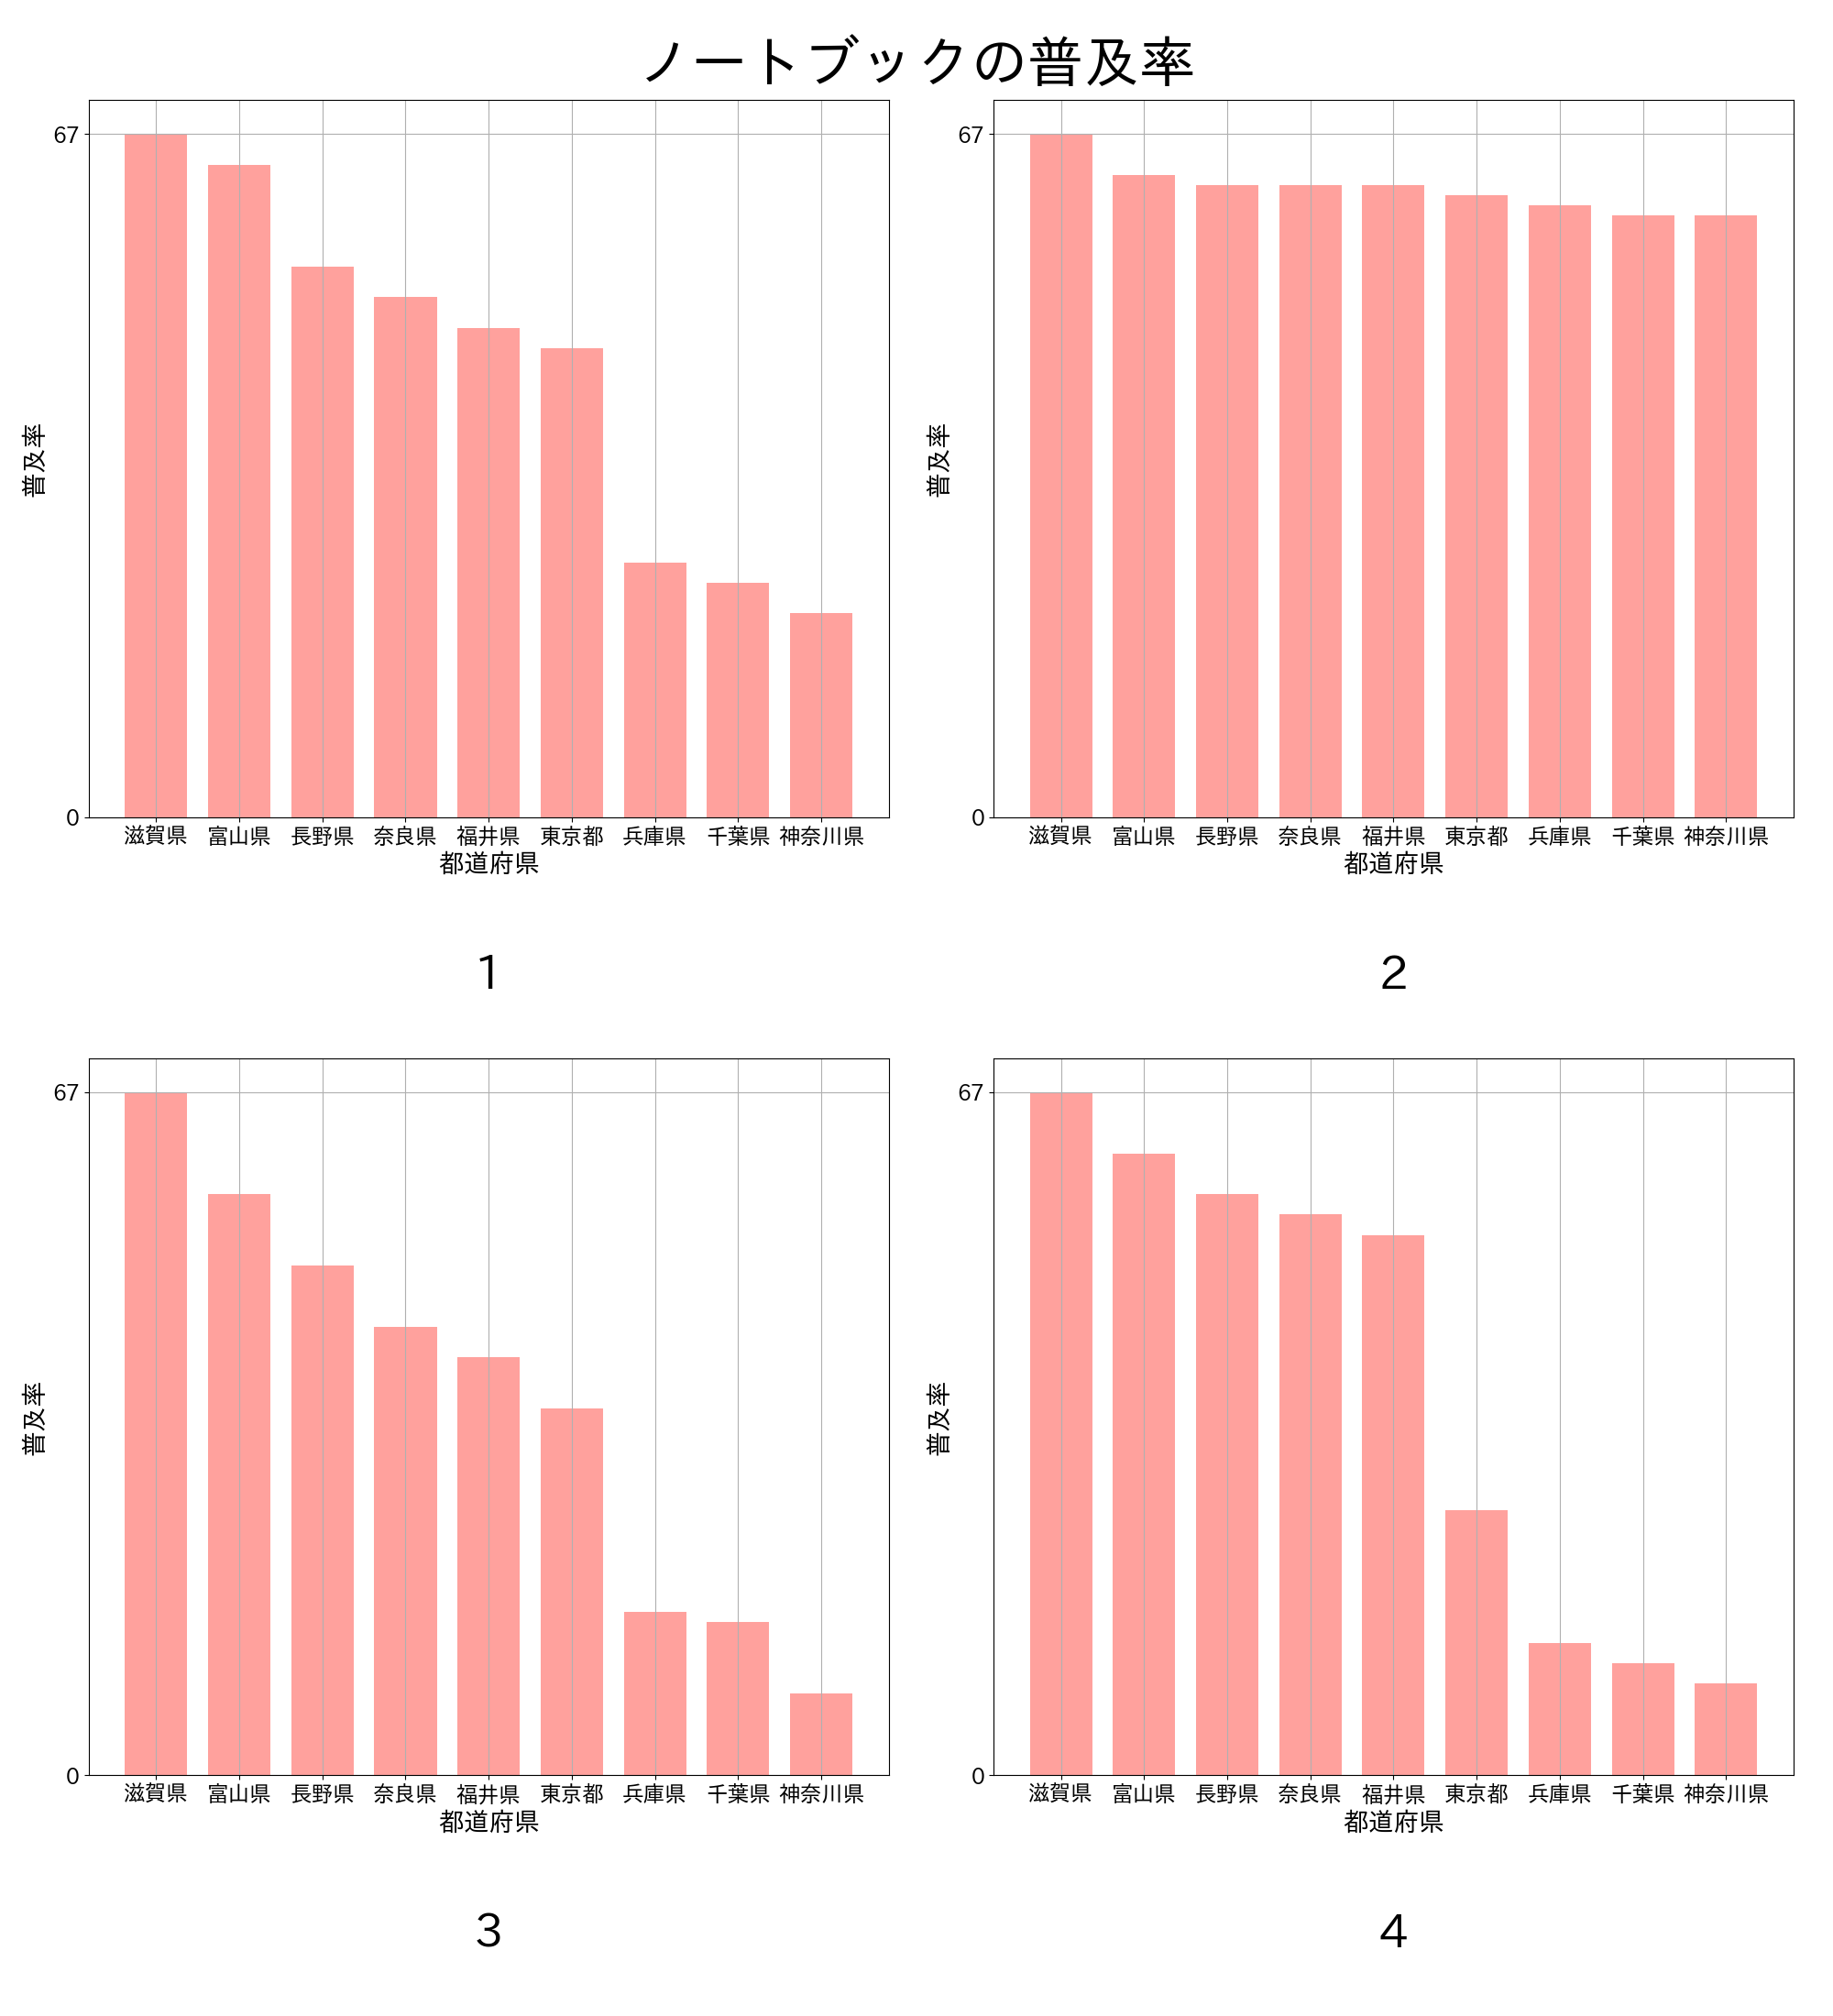 ノートブックの普及率
67
0
普及率
滋賀県 富山県 長野県 奈良県 福井県 東京都 兵庫県 千葉県 神奈川県
都道府県
1
67
0
普及率
滋賀県 富山県 長野県 奈良県 福井県 東京都 兵庫県 千葉県 神奈川県
都道府県
2
67
0
普及率
滋賀県 富山県 長野県 奈良県 福井県 東京都 兵庫県 千葉県 神奈川県
都道府県
3
67
0
普及率
滋賀県 富山県 長野県 奈良県 福井県 東京都 兵庫県 千葉県 神奈川県
都道府県
4